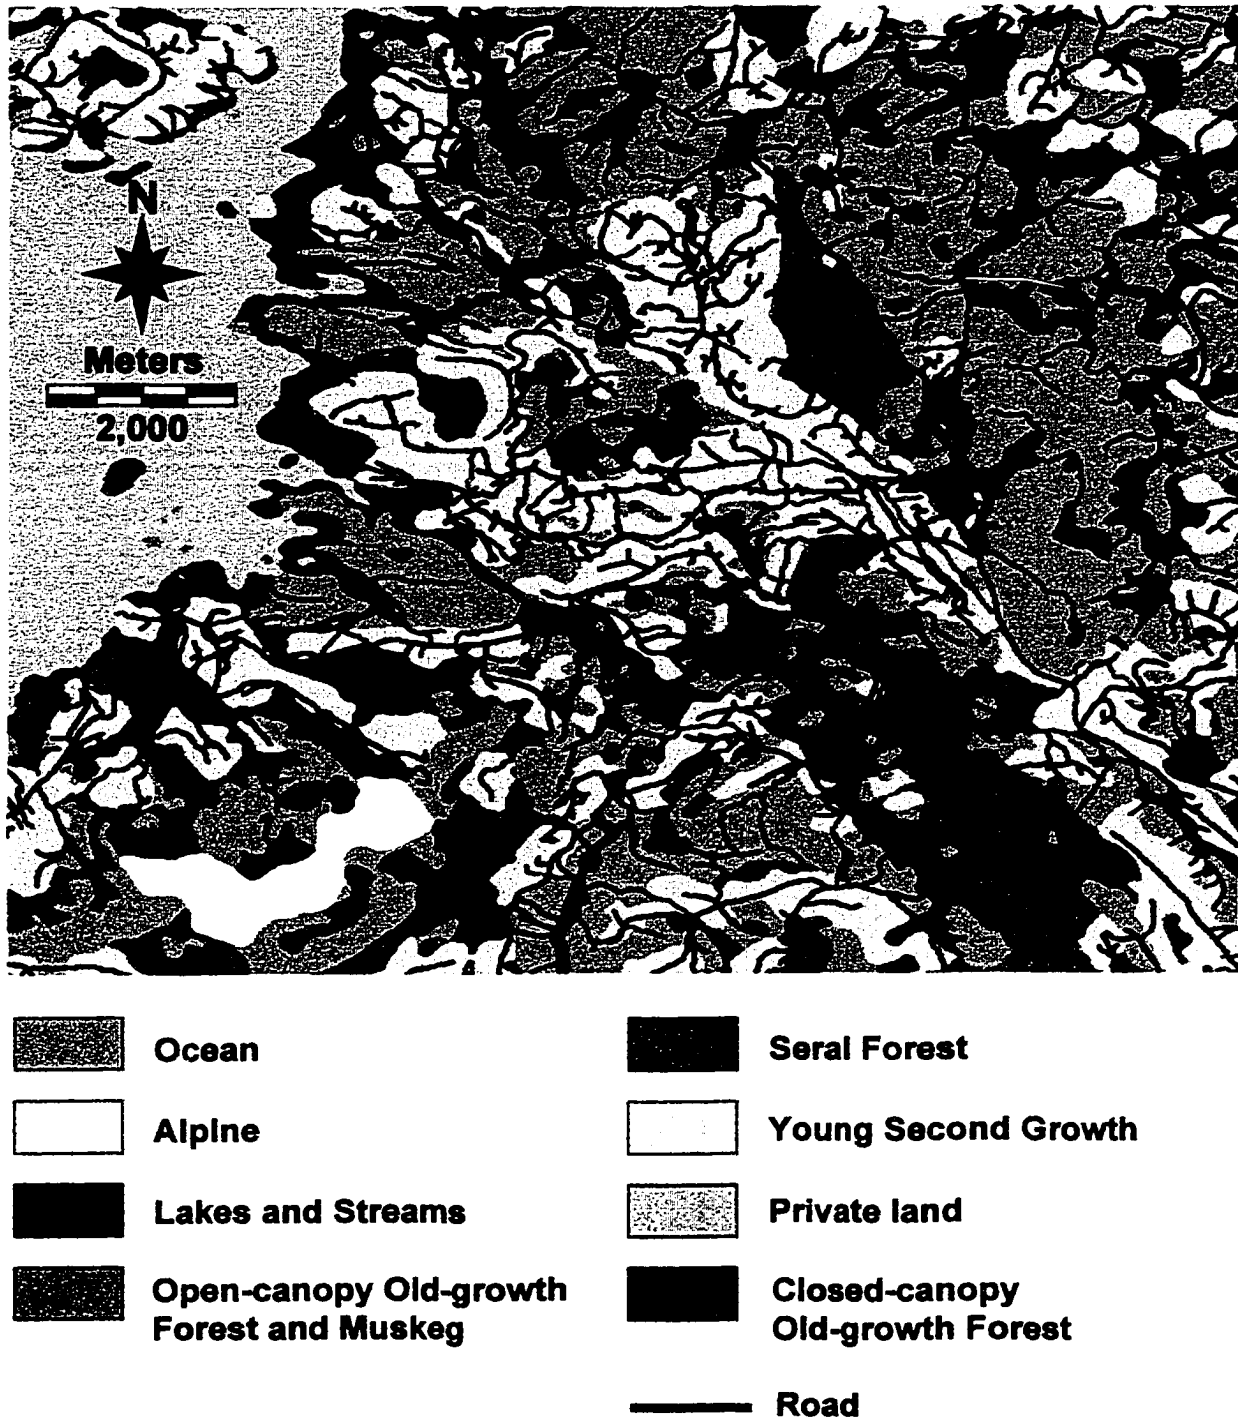 N
Meters
2,000
Ocean
Alpine
Lakes and Streams
Open-canopy Old-growth
Forest and Muskeg
Seral Forest
Young Second Growth
Private land
Closed-canopy
Old-growth Forest
Road